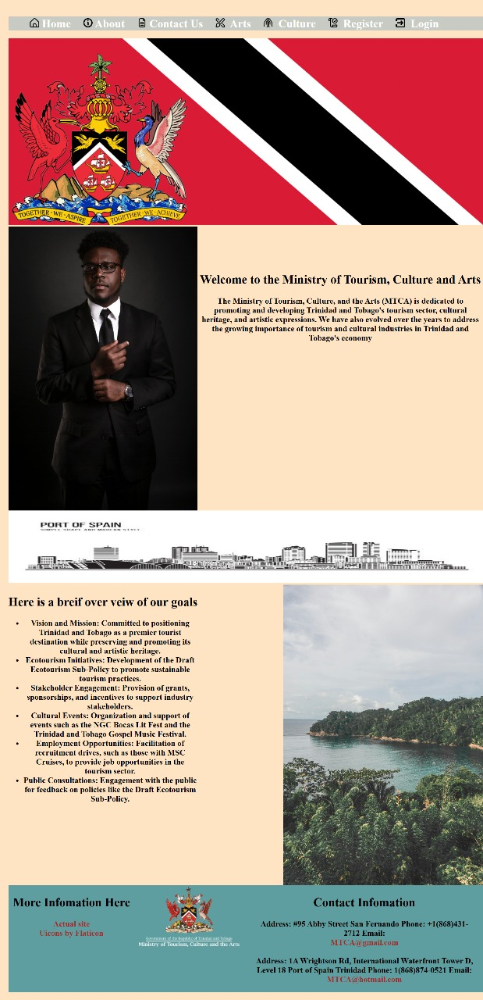 Home About Contact Us Arts Culture Register Login
TOGETHER · WE · ASPIRE TOGETHER · WE · ACHIEVE
Welcome to the Ministry of Tourism, Culture and Arts
The Ministry of Tourism, Culture, and the Arts (MTCA) is dedicated to
promoting and developing Trinidad and Tobago's tourism sector, cultural
heritage, and artistic expressions. We have also evolved over the years to address
the growing importance of tourism and cultural industries in Trinidad and
Tobago's economy
PORT OF SPAIN
SIMPLE SHAPE AND MODERN STYLE
Here is a breif over veiw of our goals
• Vision and Mission: Committed to positioning
Trinidad and Tobago as a premier tourist
destination while preserving and promoting its
cultural and artistic heritage.
• Ecotourism Initiatives: Development of the Draft
Ecotourism Sub-Policy to promote sustainable
tourism practices.
• Stakeholder Engagement: Provision of grants,
sponsorships, and incentives to support industry
stakeholders.
• Cultural Events: Organization and support of
events such as the NGC Bocas Lit Fest and the
Trinidad and Tobago Gospel Music Festival.
• Employment Opportunities: Facilitation of
recruitment drives, such as those with MSC
Cruises, to provide job opportunities in the
tourism sector.
• Public Consultations: Engagement with the public
for feedback on policies like the Draft Ecotourism
Sub-Policy.
More Infomation Here
Actual site
Uicons by Flaticon
Government of the Republic of Trinidad and Tobago
Ministry of Tourism, Culture and the Arts
Contact Infomation
Address: #95 Abby Street San Fernando Phone: +1(868)431-
2712 Email:
MTCA@gmail.com
Address: 1A Wrightson Rd, International Waterfront Tower D,
Level 18 Port of Spain Trinidad Phone: 1(868)874-0521 Email:
MTCA@hotmail.com